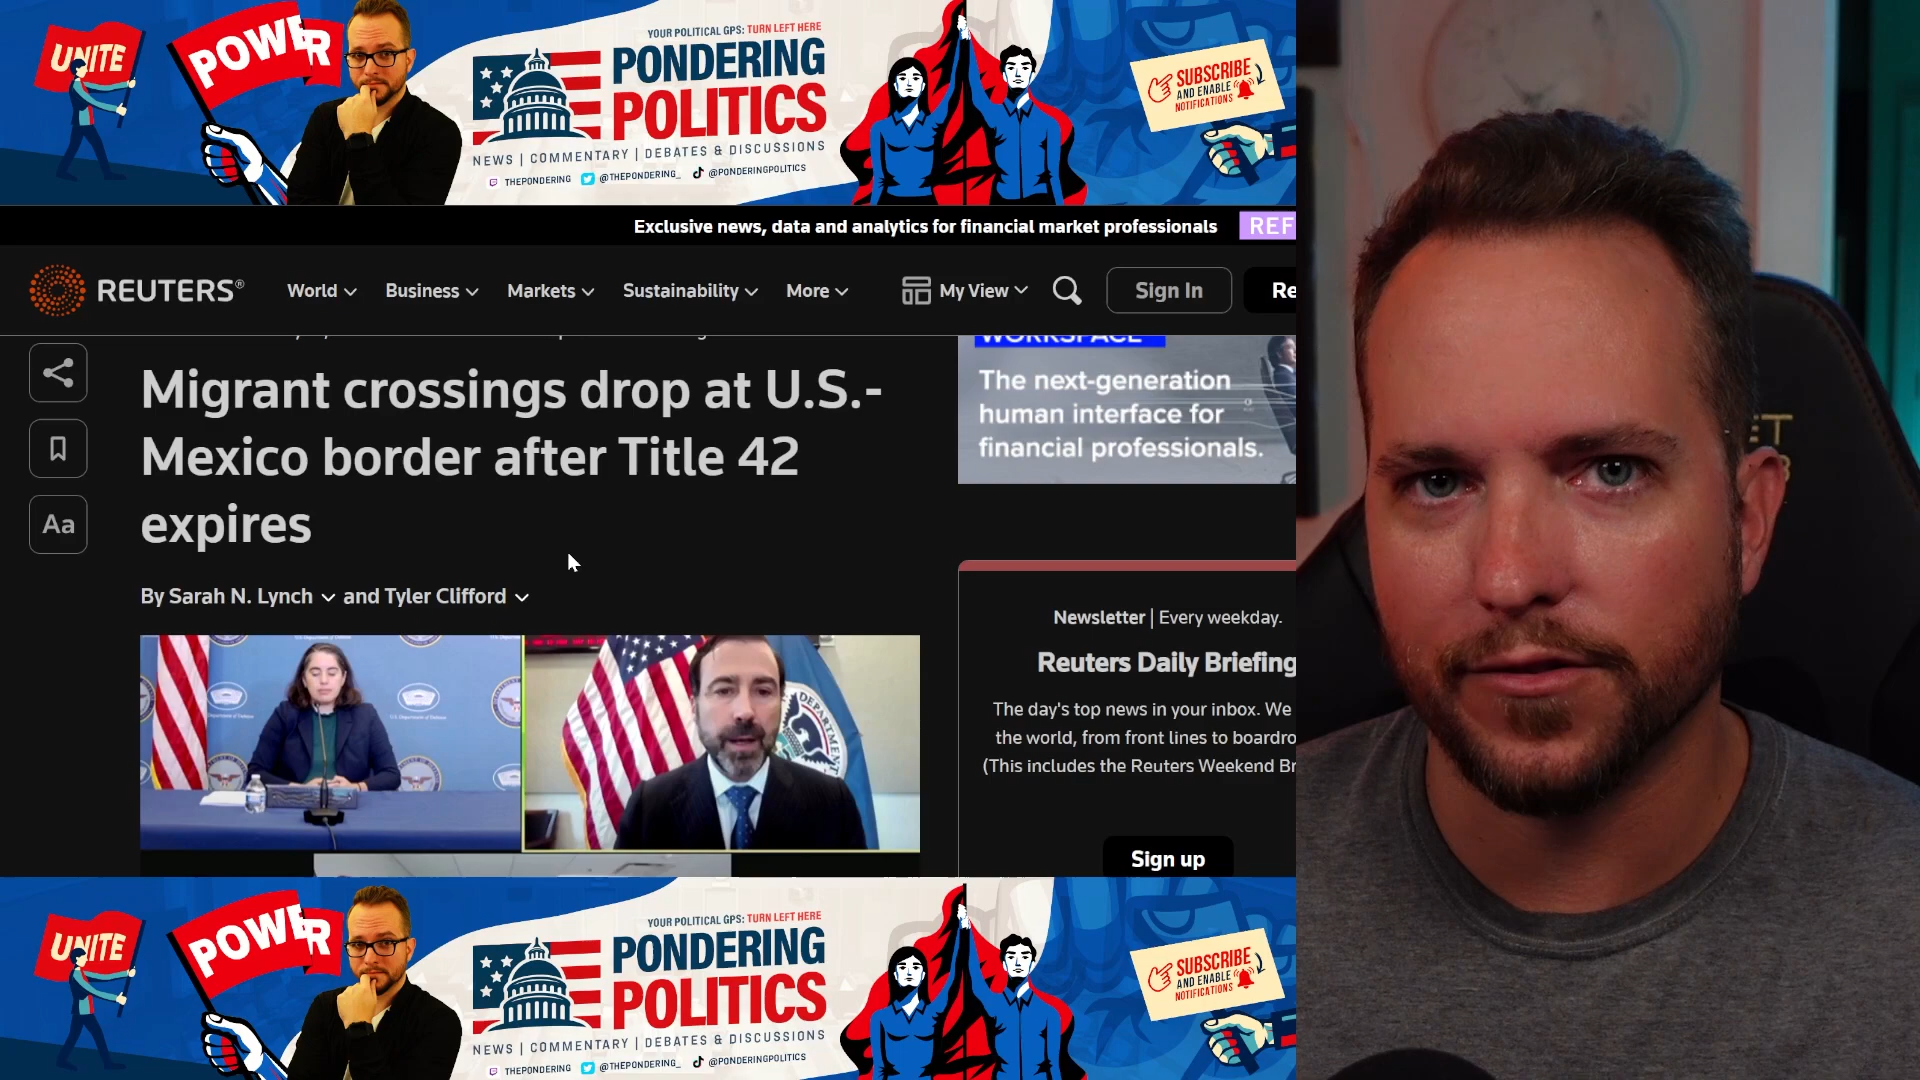 UNITE
POWER
YOUR POLITICAL GPS: TURN LEFT HERE
PONDERING
POLITICS
NEWS | COMMENTARY | DEBATES & DISCUSSIONS
THEPONDERING @THEPONDERING_ @PONDERINGPOLITICS
SUBSCRIBE
AND ENABLE
NOTIFICATIONS
Exclusive news, data and analytics for financial market professionals
REF
REUTERS®
World
Business
Markets
Sustainability
More
My View
Sign In
Re
Aa
Migrant crossings drop at U.S.-
Mexico border after Title 42
expires
By Sarah N. Lynch and Tyler Clifford
WORKSPACE
The next-generation
human interface for
financial professionals.
Newsletter | Every weekday.
Reuters Daily Briefing
The day's top news in your inbox. We
the world, from front lines to boardro
(This includes the Reuters Weekend Br
Sign up
UNITE
POWER
YOUR POLITICAL GPS: TURN LEFT HERE
PONDERING
POLITICS
NEWS | COMMENTARY | DEBATES & DISCUSSIONS
THEPONDERING @THEPONDERING_ @PONDERINGPOLITICS
SUBSCRIBE
AND ENABLE
NOTIFICATIONS